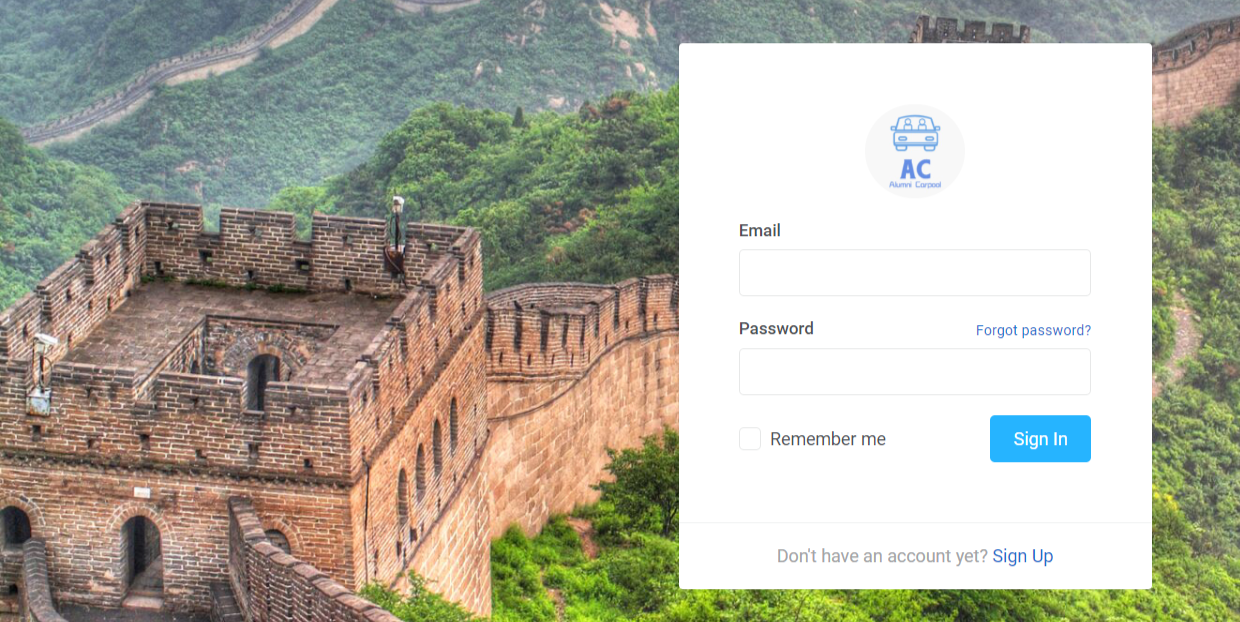 AC
Alumni Carpool
Email
Password
Forgot password?
Remember me
Sign In
Don't have an account yet? Sign Up